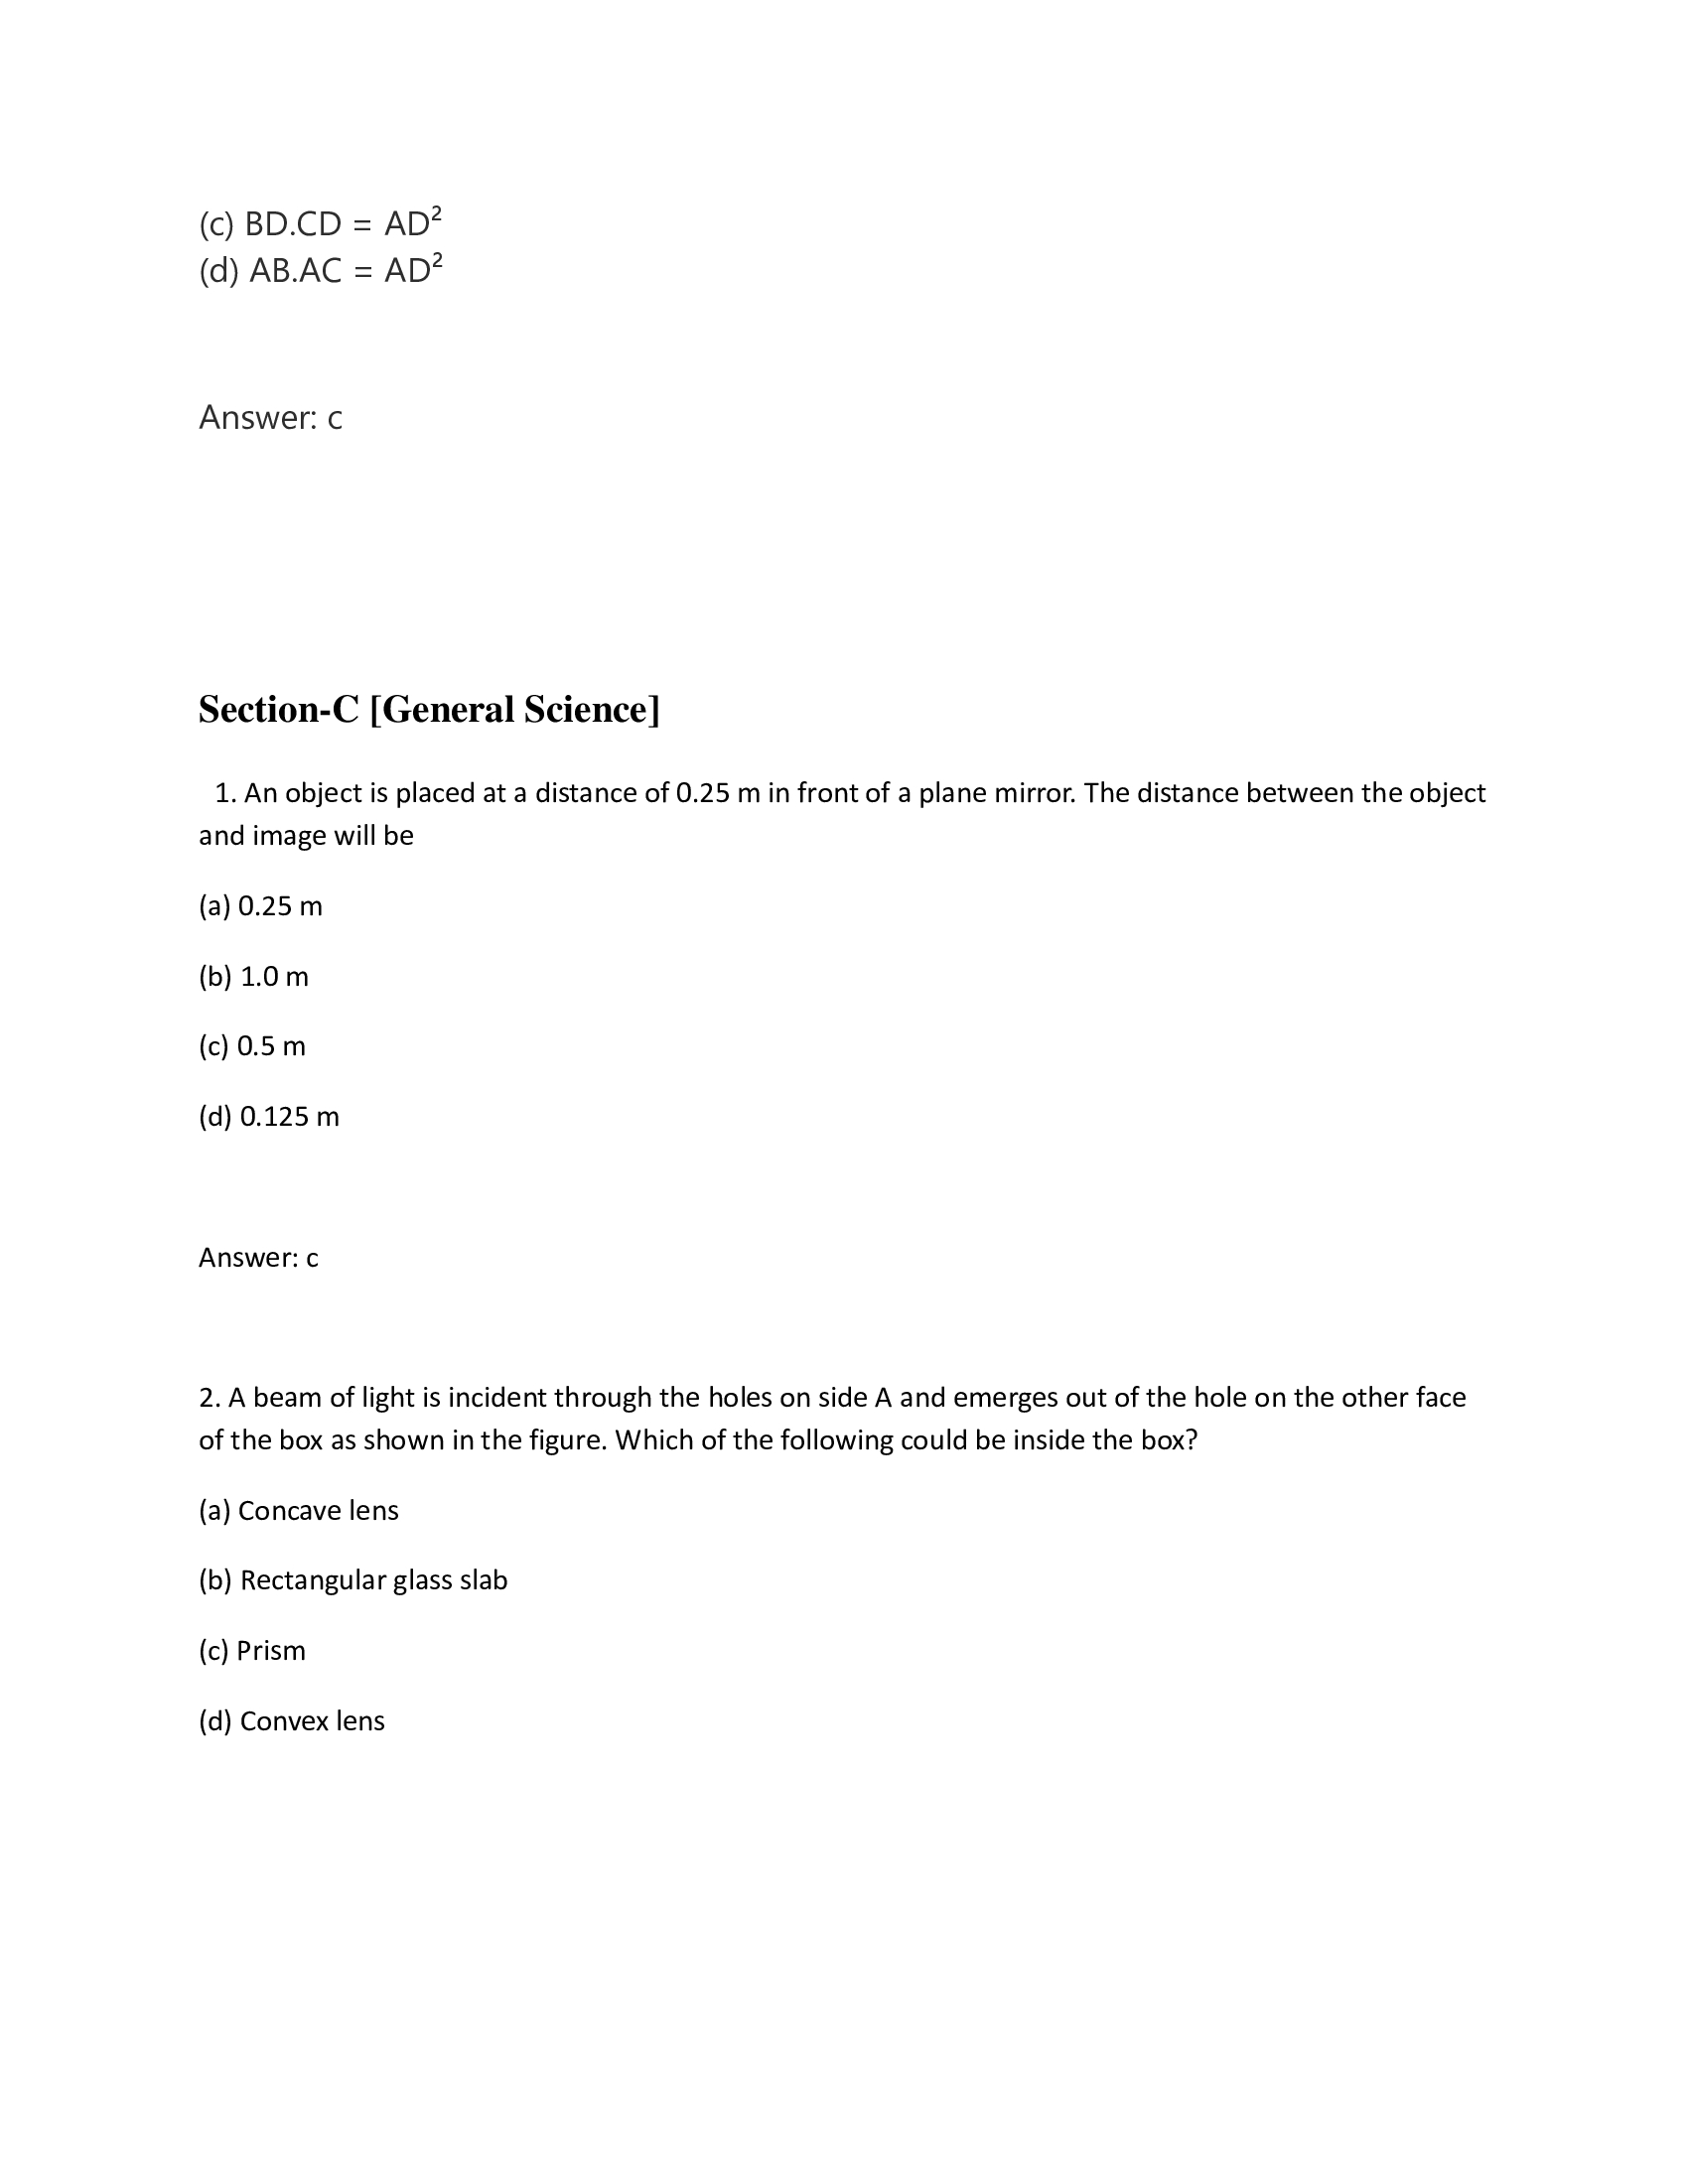 (c) BD.CD = AD²
(d) AB.AC = AD²
Answer: c
Section-C [General Science]
1. An object is placed at a distance of 0.25 m in front of a plane mirror. The distance between the object
and image will be
(a) 0.25 m
(b) 1.0 m
(c) 0.5 m
(d) 0.125 m
Answer: c
2. A beam of light is incident through the holes on side A and emerges out of the hole on the other face
of the box as shown in the figure. Which of the following could be inside the box?
(a) Concave lens
(b) Rectangular glass slab
(c) Prism
(d) Convex lens